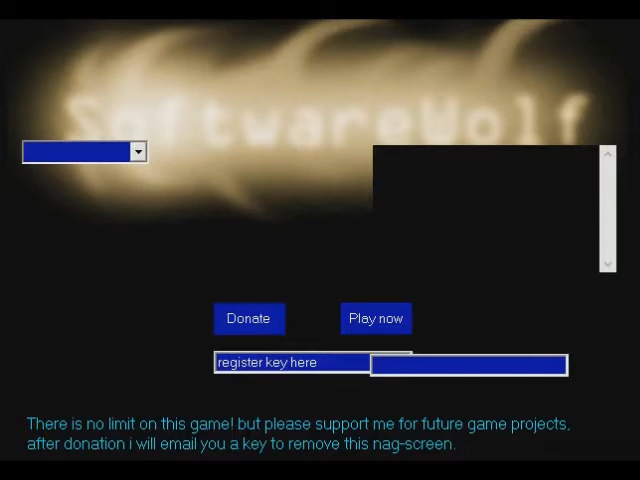 SoftwareWolf
Donate
Play now
register key here
There is no limit on this game! but please support me for future game projects,
after donation i will email you a key to remove this nag-screen.